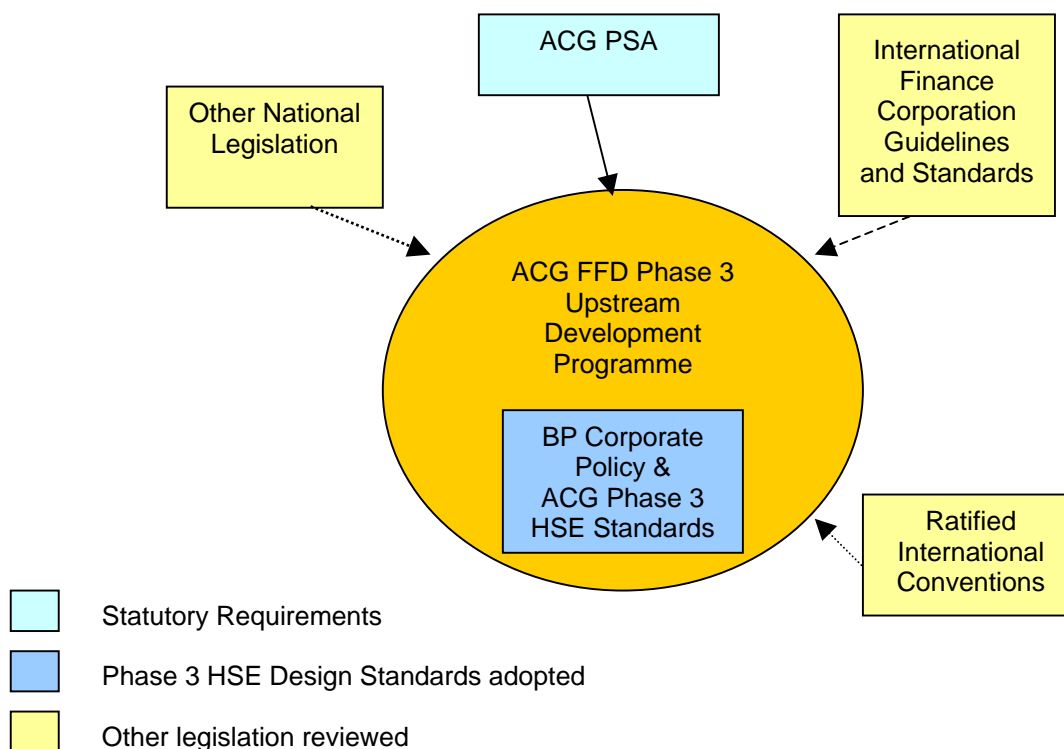 ACG PSA
International
Finance
Corporation
Guidelines
and Standards
Other National
Legislation
ACG FFD Phase 3
Upstream
Development
Programme
BP Corporate
Policy &
ACG Phase 3
HSE Standards
Ratified
International
Conventions
Statutory Requirements
Phase 3 HSE Design Standards adopted
Other legislation reviewed